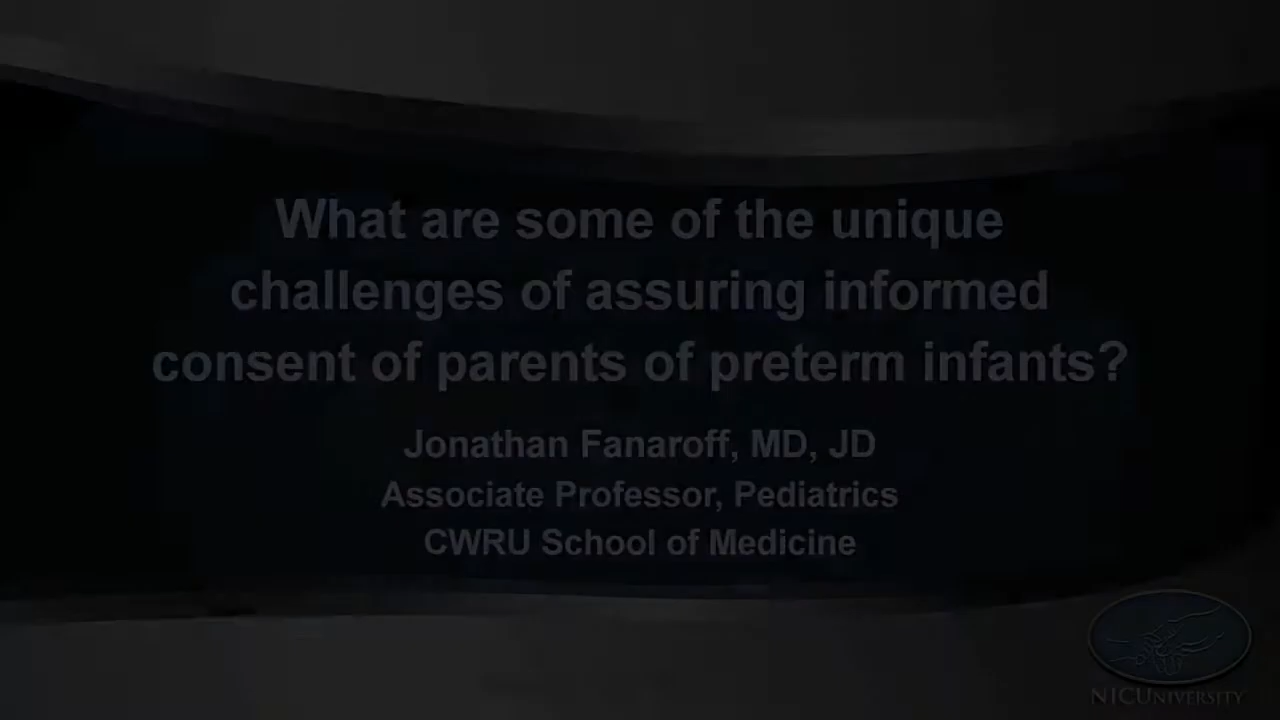 What are some of the unique
challenges of assuring informed
consent of parents of preterm infants?
Jonathan Fanaroff, MD, JD
Associate Professor, Pediatrics
CWRU School of Medicine
NICUNIVERSITY